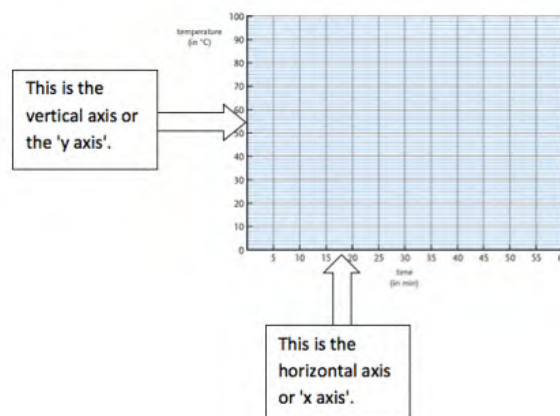 temperature
(in °C)
100
90
80
70
60
50
40
30
20
10
0
5 10 15 20 25 30 35 40 45 50 55
time
(in min)
This is the
vertical axis or
the 'y axis'.
This is the
horizontal axis
or 'x axis'.